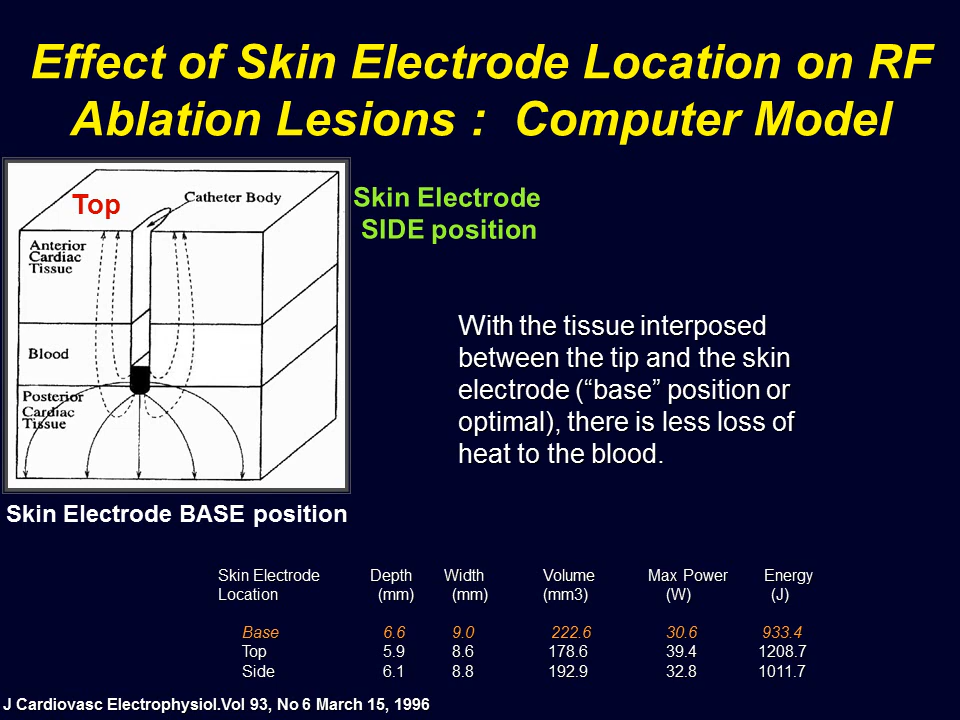 Effect of Skin Electrode Location on RF
Ablation Lesions : Computer Model
Top
Catheter Body
Anterior
Cardiac
Tissue
Blood
Posterior
Cardiac
Tissue
Skin Electrode
SIDE position
With the tissue interposed
between the tip and the skin
electrode (“base” position or
optimal), there is less loss of
heat to the blood.
Skin Electrode BASE position
Skin Electrode Depth Width Volume Max Power Energy
Location (mm) (mm) (mm3) (W) (J)
Base 6.6 9.0 222.6 30.6 933.4
Top 5.9 8.6 178.6 39.4 1208.7
Side 6.1 8.8 192.9 32.8 1011.7
J Cardiovasc Electrophysiol.Vol 93, No 6 March 15, 1996